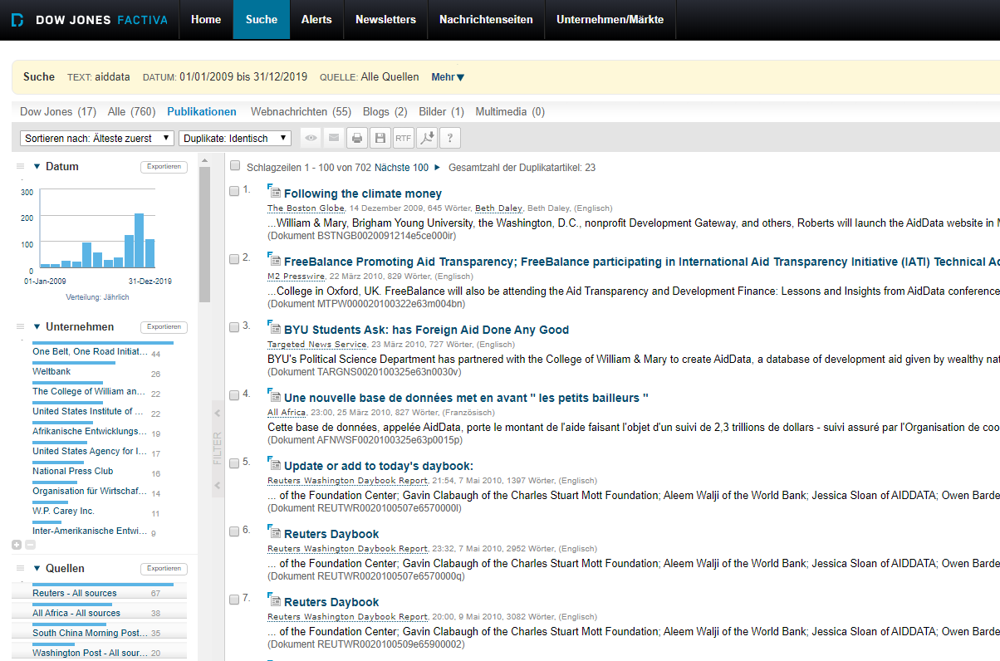 DOW JONES FACTIVA Home Suche Alerts Newsletters Nachrichtenseiten Unternehmen/Märkte
Suche TEXT: aiddata DATUM: 01/01/2009 bis 31/12/2019 QUELLE: Alle Quellen Mehr
Dow Jones (17) Alle (760) Publikationen Webnachrichten (55) Blogs (2) Bilder (1) Multimedia (0)
Sortieren nach: Älteste zuerst Duplikate: Identisch RTF ?
Datum Exportieren
300
200
100
0
01-Jan-2009 31-Dez-2019
Verteilung: Jährlich
Unternehmen Exportieren
One Belt, One Road Initiat... 44
Weltbank 26
The College of William an... 22
United States Institute of ... 22
Afrikanische Entwicklungs... 19
United States Agency for I... 17
National Press Club 16
Organisation für Wirtschaf... 14
W.P. Carey Inc. 11
Inter-Amerikanische Entwi... 9
Quellen Exportieren
Reuters - All sources 67
All Africa - All sources 38
South China Morning Post... 35
Washington Post - All sour... 20
FILTER
Schlagzeilen 1 - 100 von 702 Nächste 100 Gesamtzahl der Duplikatartikel: 23
1. Following the climate money
The Boston Globe, 14 Dezember 2009, 645 Wörter, Beth Daley, Beth Daley, (Englisch)
...William & Mary, Brigham Young University, the Washington, D.C., nonprofit Development Gateway, and others, Roberts will launch the AidData website in
(Dokument BSTNGB0020091214e5ce000ir)
2. FreeBalance Promoting Aid Transparency; FreeBalance participating in International Aid Transparency Initiative (IATI) Technical
M2 Presswire, 22 März 2010, 829 Wörter, (Englisch)
...College in Oxford, UK. FreeBalance will also be attending the Aid Transparency and Development Finance: Lessons and Insights from AidData conference
(Dokument MTPW000020100322e63m004bn)
3. BYU Students Ask: has Foreign Aid Done Any Good
Targeted News Service, 23 März 2010, 727 Wörter, (Englisch)
BYU's Political Science Department has partnered with the College of William & Mary to create AidData, a database of development aid given by wealthy
(Dokument TARGNS0020100325e63n0030v)
4. Une nouvelle base de données met en avant " les petits bailleurs "
All Africa, 23:00, 25 März 2010, 827 Wörter, (Französisch)
Cette base de données, appelée AidData, porte le montant de l'aide faisant l'objet d'un suivi de 2,3 trillions de dollars - suivi assuré par l'Organisation de
(Dokument AFNWSF0020100325e63p0015p)
5. Update or add to today's daybook:
Reuters Washington Daybook Report, 21:54, 7 Mai 2010, 1397 Wörter, (Englisch)
... of the Foundation Center; Gavin Clabaugh of the Charles Stuart Mott Foundation; Aleem Walji of the World Bank; Jessica Sloan of AIDDATA; Owen Barde
(Dokument REUTWR0020100507e6570000l)
6. Reuters Daybook
Reuters Washington Daybook Report, 23:32, 7 Mai 2010, 2952 Wörter, (Englisch)
... of the Foundation Center; Gavin Clabaugh of the Charles Stuart Mott Foundation; Aleem Walji of the World Bank; Jessica Sloan of AIDDATA; Owen Barde
(Dokument REUTWR0020100507e6570000q)
7. Reuters Daybook
Reuters Washington Daybook Report, 20:00, 9 Mai 2010, 3082 Wörter, (Englisch)
... of the Foundation Center; Gavin Clabaugh of the Charles Stuart Mott Foundation; Aleem Walji of the World Bank; Jessica Sloan of AIDDATA; Owen Barde
(Dokument REUTWR0020100509e65900002)